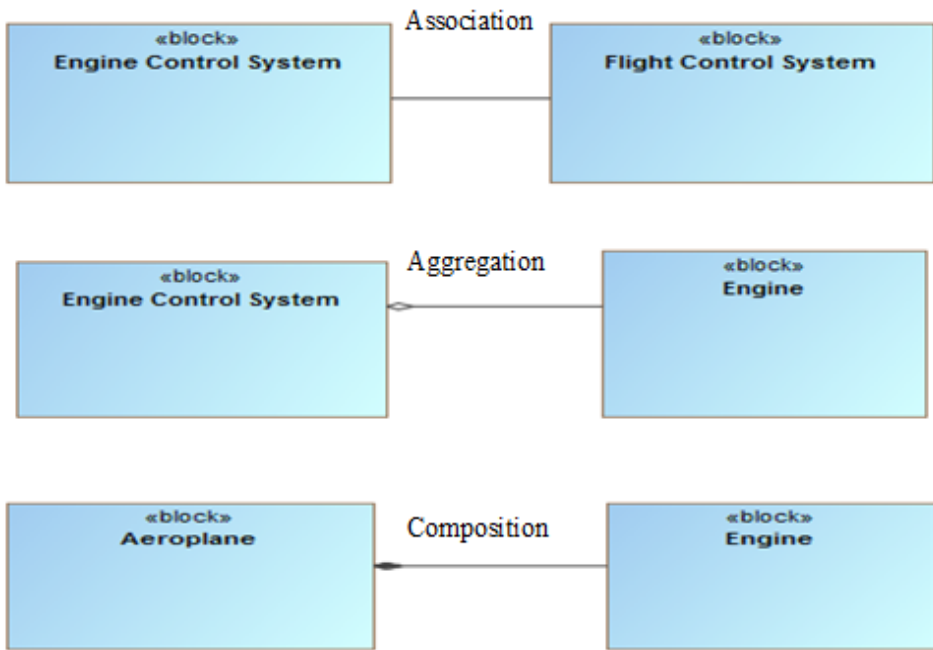 Association
«block»
Engine Control System
«block»
Flight Control System
Aggregation
«block»
Engine Control System
«block»
Engine
Composition
«block»
Aeroplane
«block»
Engine